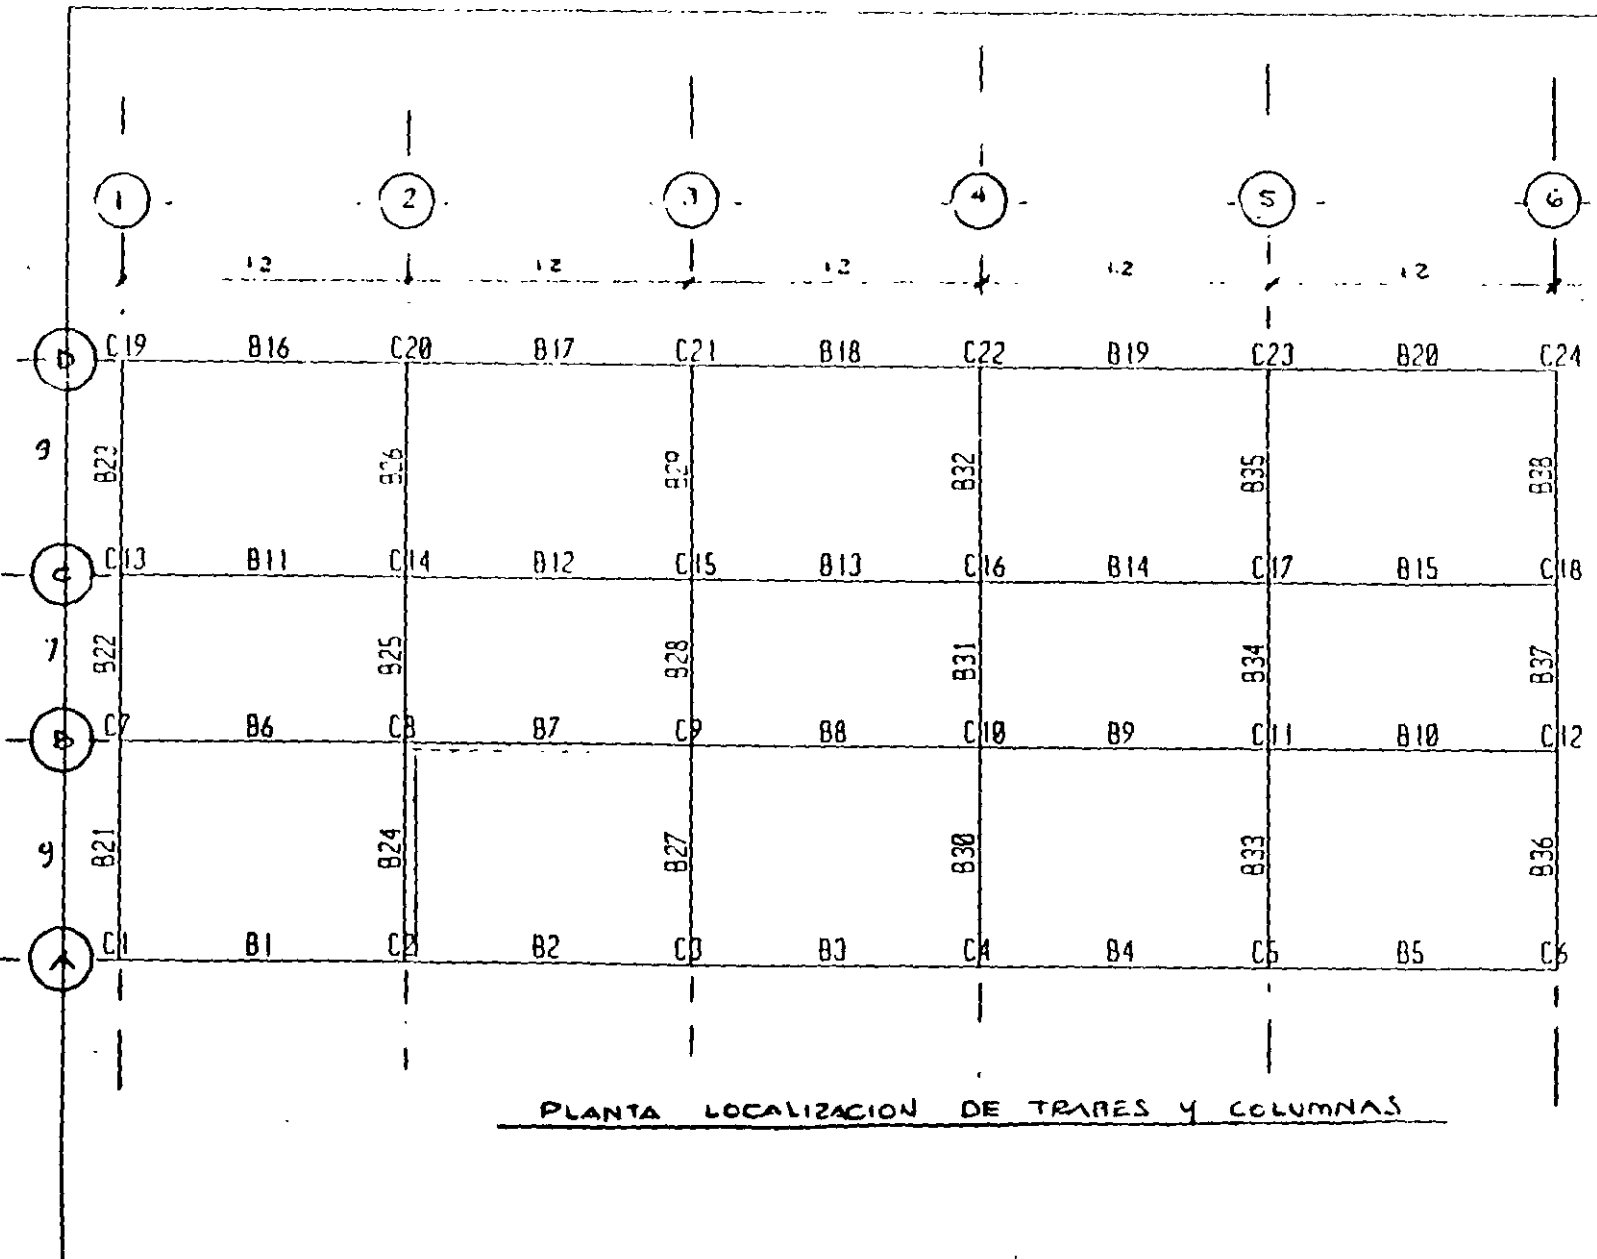 1 2 3 4 5 6
12 12 12 12 12
D C19 B16 C20 B17 C21 B18 C22 B19 C23 B20 C24
9 B23 B26 B29 B32 B35 B38
C C13 B11 C14 B12 C15 B13 C16 B14 C17 B15 C18
7 B22 B25 B28 B31 B34 B37
B C7 B6 C8 B7 C9 B8 C10 B9 C11 B10 C12
9 B21 B24 B27 B30 B33 B36
A C1 B1 C2 B2 C3 B3 C4 B4 C5 B5 C6
PLANTA LOCALIZACION DE TRABES Y COLUMNAS